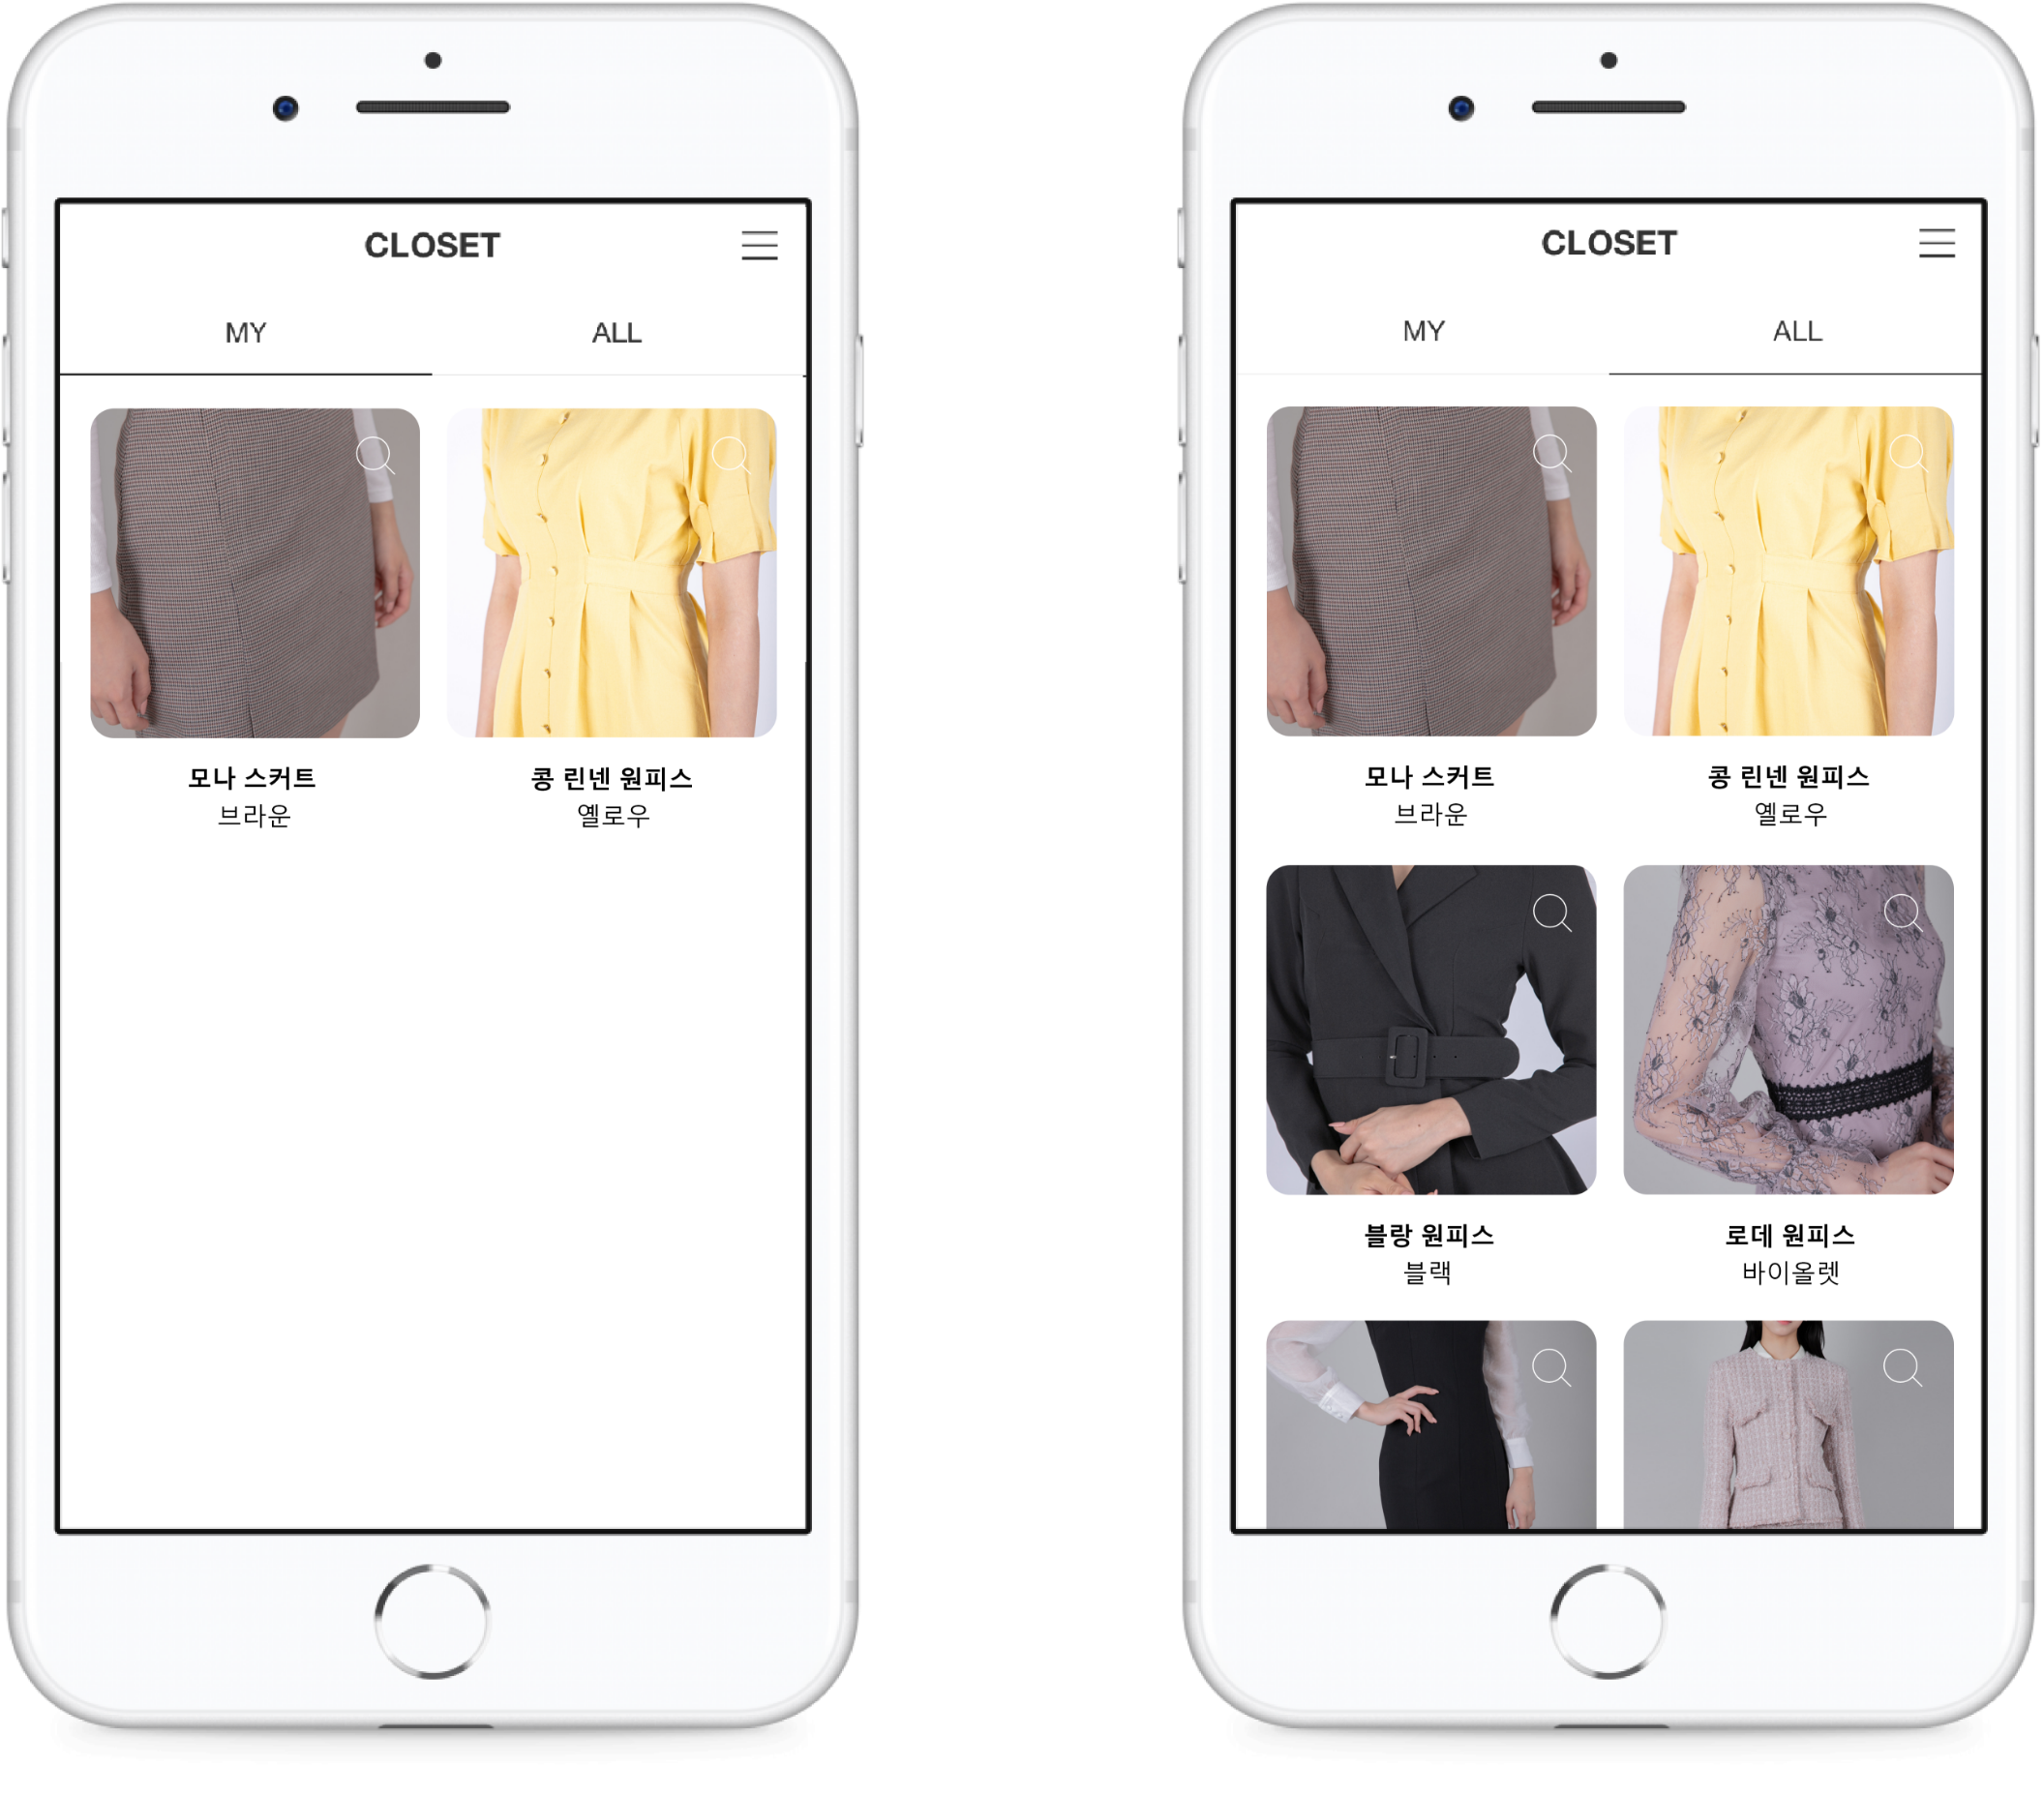 CLOSET
MY ALL
모나 스커트
브라운
콩 린넨 원피스
옐로우
CLOSET
MY ALL
모나 스커트
브라운
콩 린넨 원피스
옐로우
블랑 원피스
블랙
로데 원피스
바이올렛